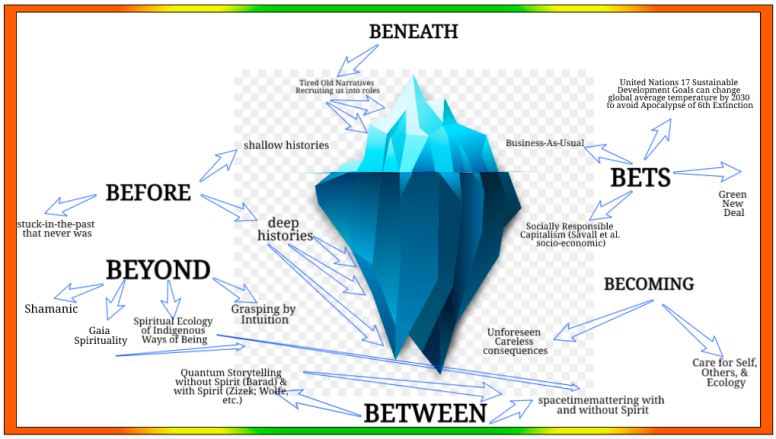 BENEATH
Tired Old Narratives
Recruiting us into roles
United Nations 17 Sustainable
Development Goals can change
global average temperature by 2030
to avoid Apocalypse of 6th Extinction
shallow histories
Business-As-Usual
BEFORE
BETS
Green
New
Deal
stuck-in-the-past
that never was
deep
histories
Socially Responsible
Capitalism (Savall et al.
socio-economic)
BEYOND
BECOMING
Shamanic
Gaia
Spirituality
Spiritual Ecology
of Indigenous
Ways of Being
Grasping by
Intuition
Unforeseen
Careless
consequences
Care for Self,
Others, &
Ecology
Quantum Storytelling
without Spirit (Barad) &
with Spirit (Zizek; Wolfe,
etc.)
BETWEEN
spacetimemattering with
and without Spirit